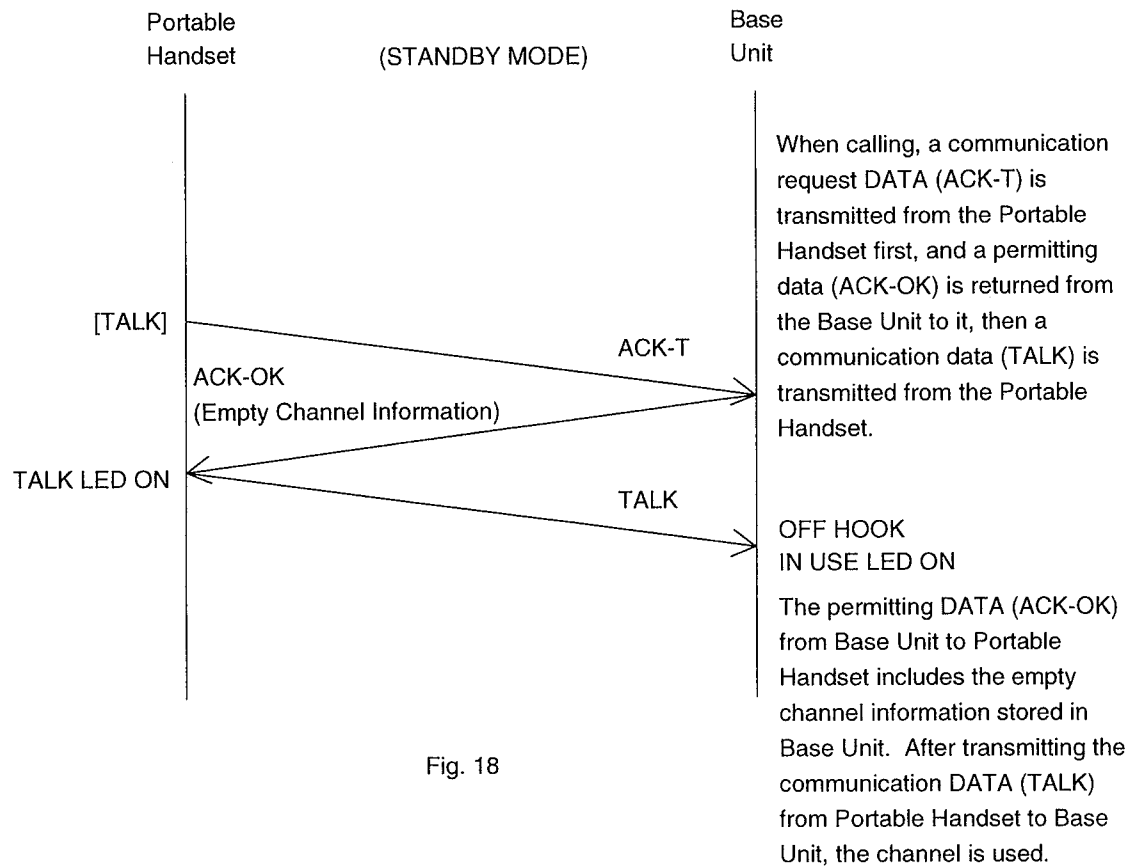 Portable
Handset
(STANDBY MODE)
Base
Unit
When calling, a communication
request DATA (ACK-T) is
transmitted from the Portable
Handset first, and a permitting
data (ACK-OK) is returned from
the Base Unit to it, then a
communication data (TALK) is
transmitted from the Portable
Handset.
[TALK]
ACK-T
ACK-OK
(Empty Channel Information)
TALK LED ON
TALK
OFF HOOK
IN USE LED ON
The permitting DATA (ACK-OK)
from Base Unit to Portable
Handset includes the empty
channel information stored in
Base Unit. After transmitting the
communication DATA (TALK)
from Portable Handset to Base
Unit, the channel is used.
Fig. 18